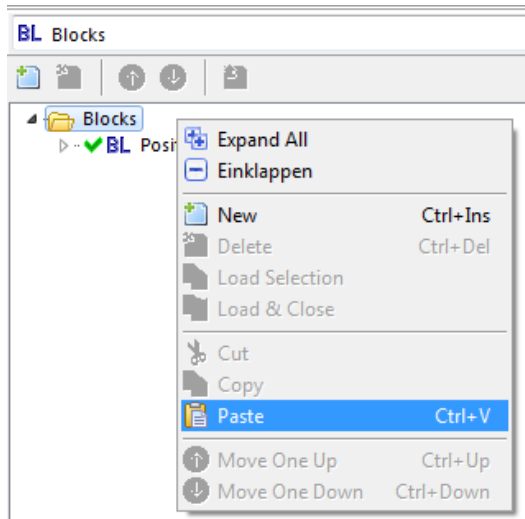 BL Blocks
Blocks
BL Posit
Expand All
Einklappen
New Ctrl+Ins
Delete Ctrl+Del
Load Selection
Load & Close
Cut
Copy
Paste Ctrl+V
Move One Up Ctrl+Up
Move One Down Ctrl+Down